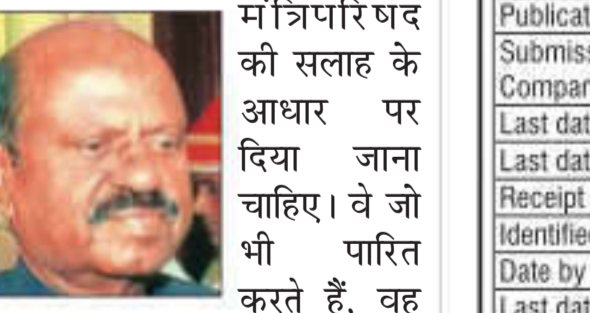 मंत्रिपरिषद
की सलाह के
आधार पर
दिया जाना
चाहिए। वे जो
भी पारित
करते हैं, वह
Publicat
Submiss
Compan
Last dat
Last dat
Receipt
Identifie
Date by
Last dat